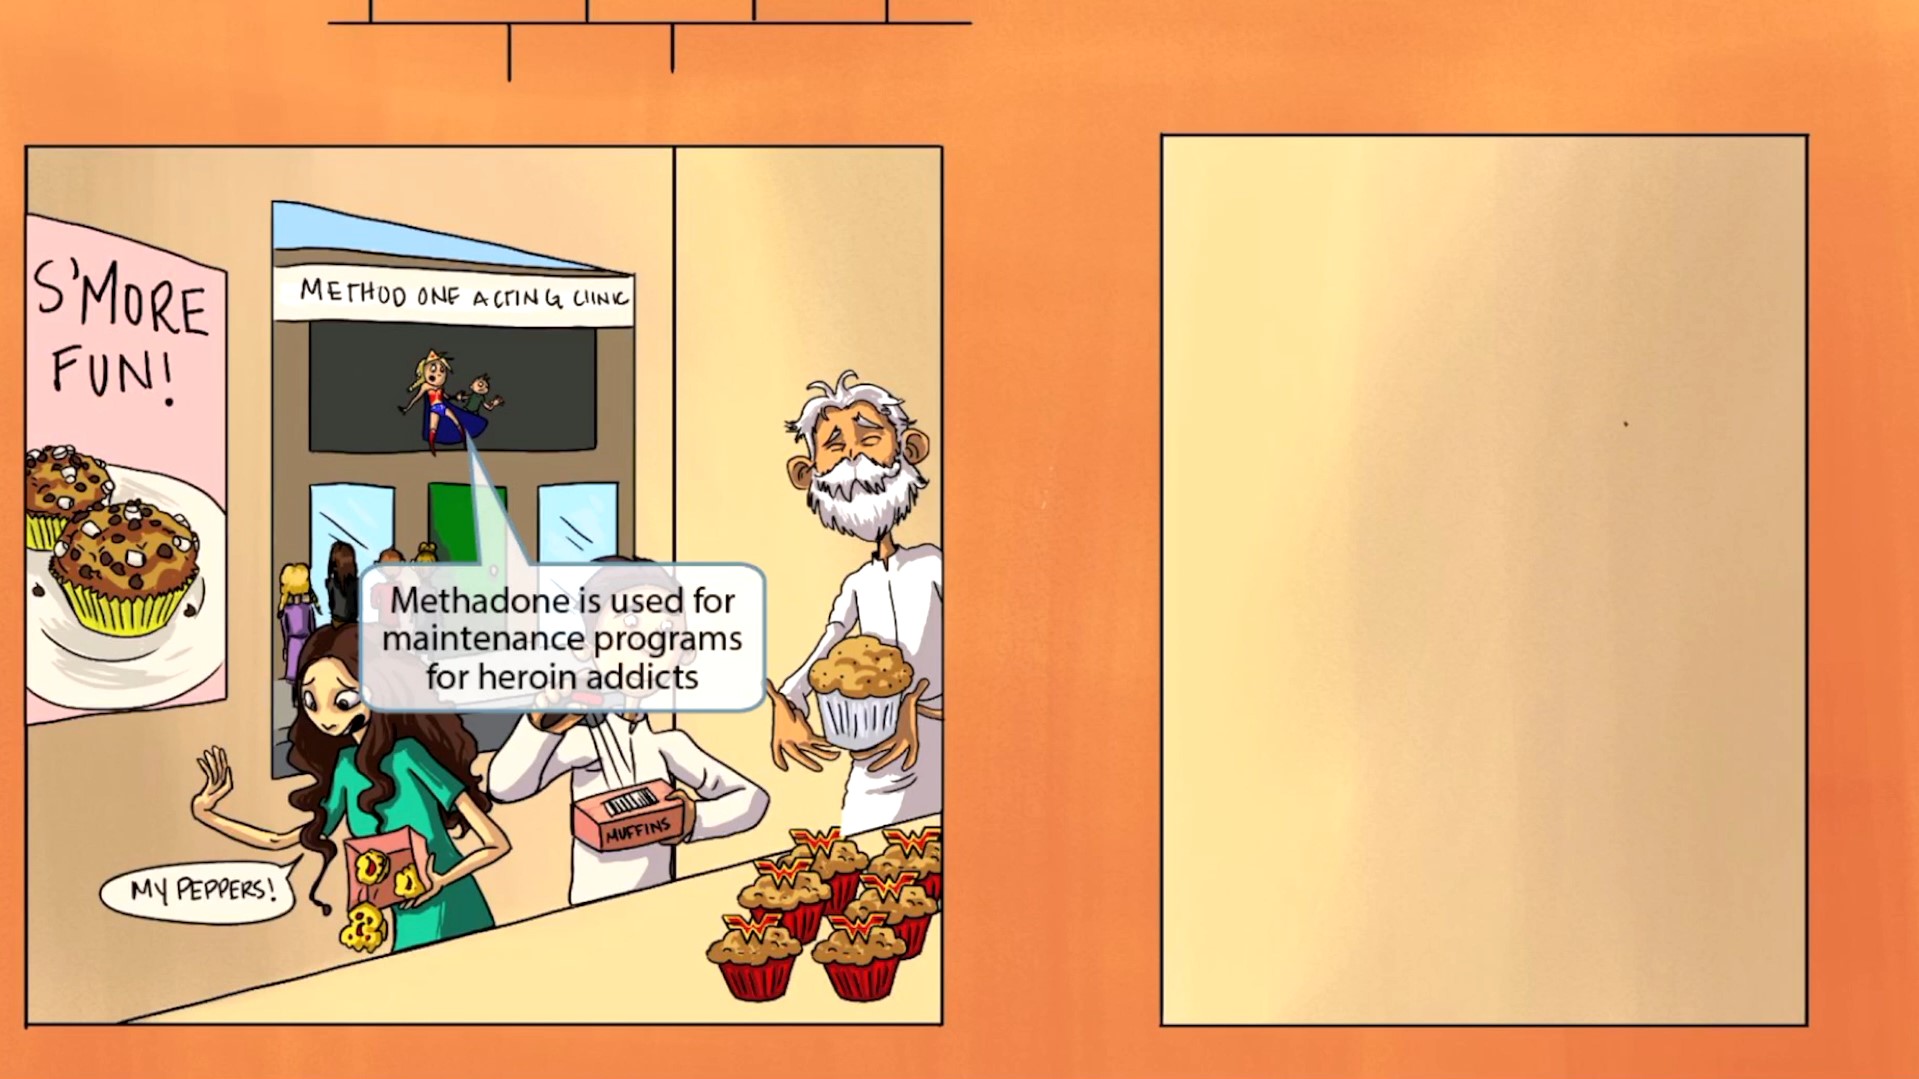 S'MORE
FUN!
METHOD ONE ACTING CLINIC
Methadone is used for
maintenance programs
for heroin addicts
MUFFINS
MY PEPPERS!